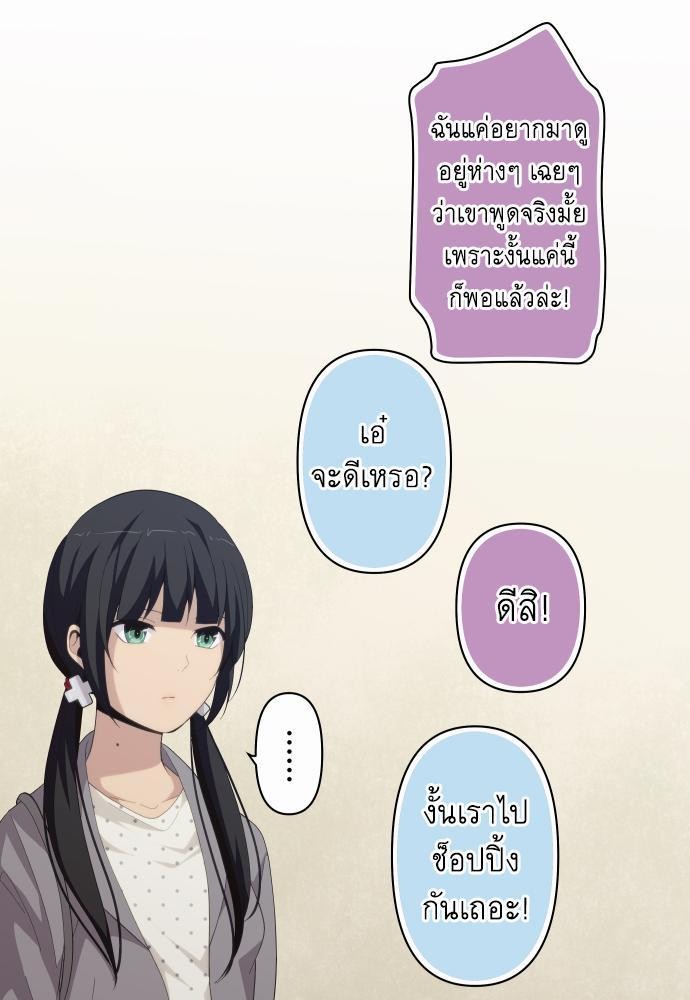 ฉันแค่อยากมาดู
อยู่ห่างๆ เฉยๆ
ว่าเขาพูดจริงมั้ย
เพราะงั้นแค่นี้
ก็พอแล้วล่ะ!
เอ๋
จะดีเหรอ?
ดีสิ!
......
งั้นเราไป
ช็อปปิ้ง
กันเถอะ!